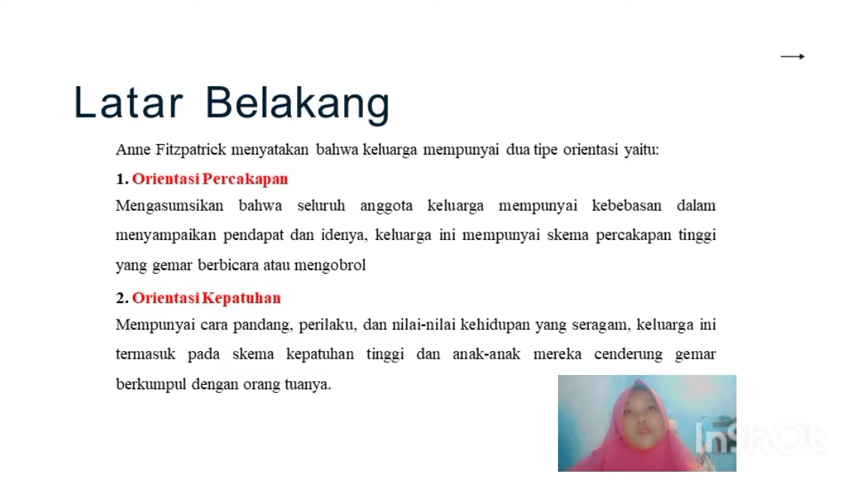 Latar Belakang
Anne Fitzpatrick menyatakan bahwa keluarga mempunyai dua tipe orientasi yaitu:
1. Orientasi Percakapan
Mengasumsikan bahwa seluruh anggota keluarga mempunyai kebebasan dalam
menyampaikan pendapat dan idenya, keluarga ini mempunyai skema percakapan tinggi
yang gemar berbicara atau mengobrol
2. Orientasi Kepatuhan
Mempunyai cara pandang, perilaku, dan nilai-nilai kehidupan yang seragam, keluarga ini
termasuk pada skema kepatuhan tinggi dan anak-anak mereka cenderung gemar
berkumpul dengan orang tuanya.
InShOt